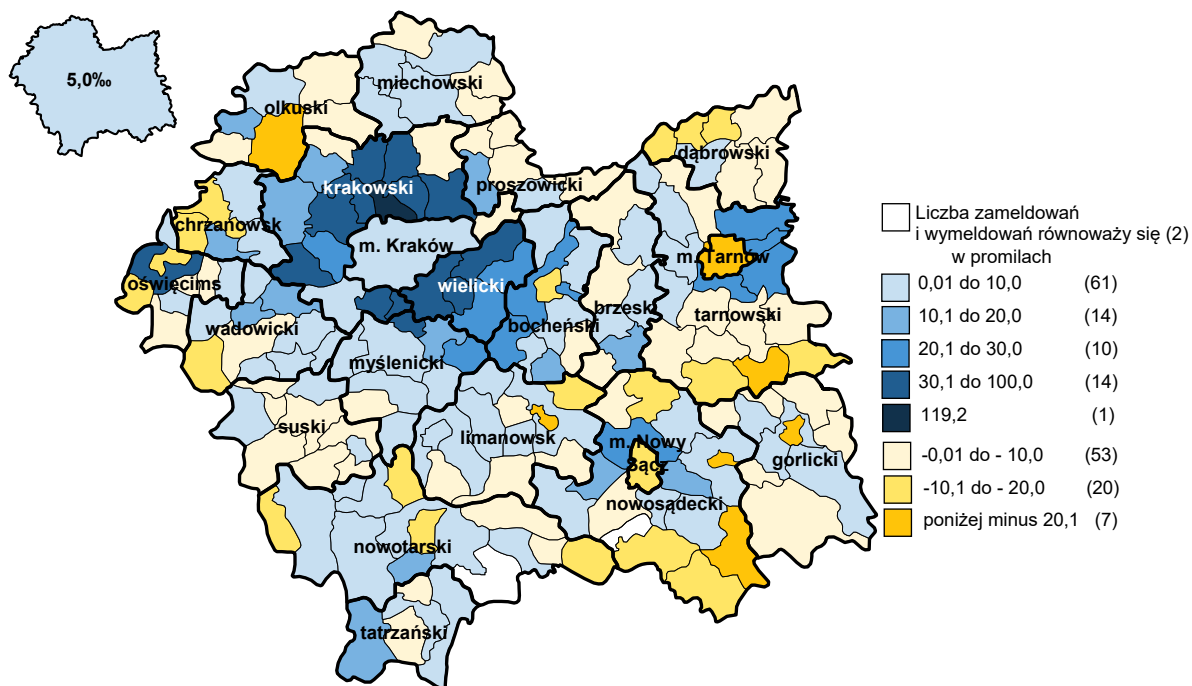 5,0‰
miechowski
olkuski
dąbrowski
krakowski
proszowicki
chrzanowsk
m. Kraków
m. Tarnów
oświęcims
wielicki
wadowicki
bocheński
brzeski
tarnowski
myślenicki
suski
limanowsk
m. Nowy
Sącz
gorlicki
nowosądecki
nowotarski
tatrzański
Liczba zameldowań
i wymeldowań równoważy się (2)
w promilach
0,01 do 10,0 (61)
10,1 do 20,0 (14)
20,1 do 30,0 (10)
30,1 do 100,0 (14)
119,2 (1)
-0,01 do - 10,0 (53)
-10,1 do - 20,0 (20)
poniżej minus 20,1 (7)